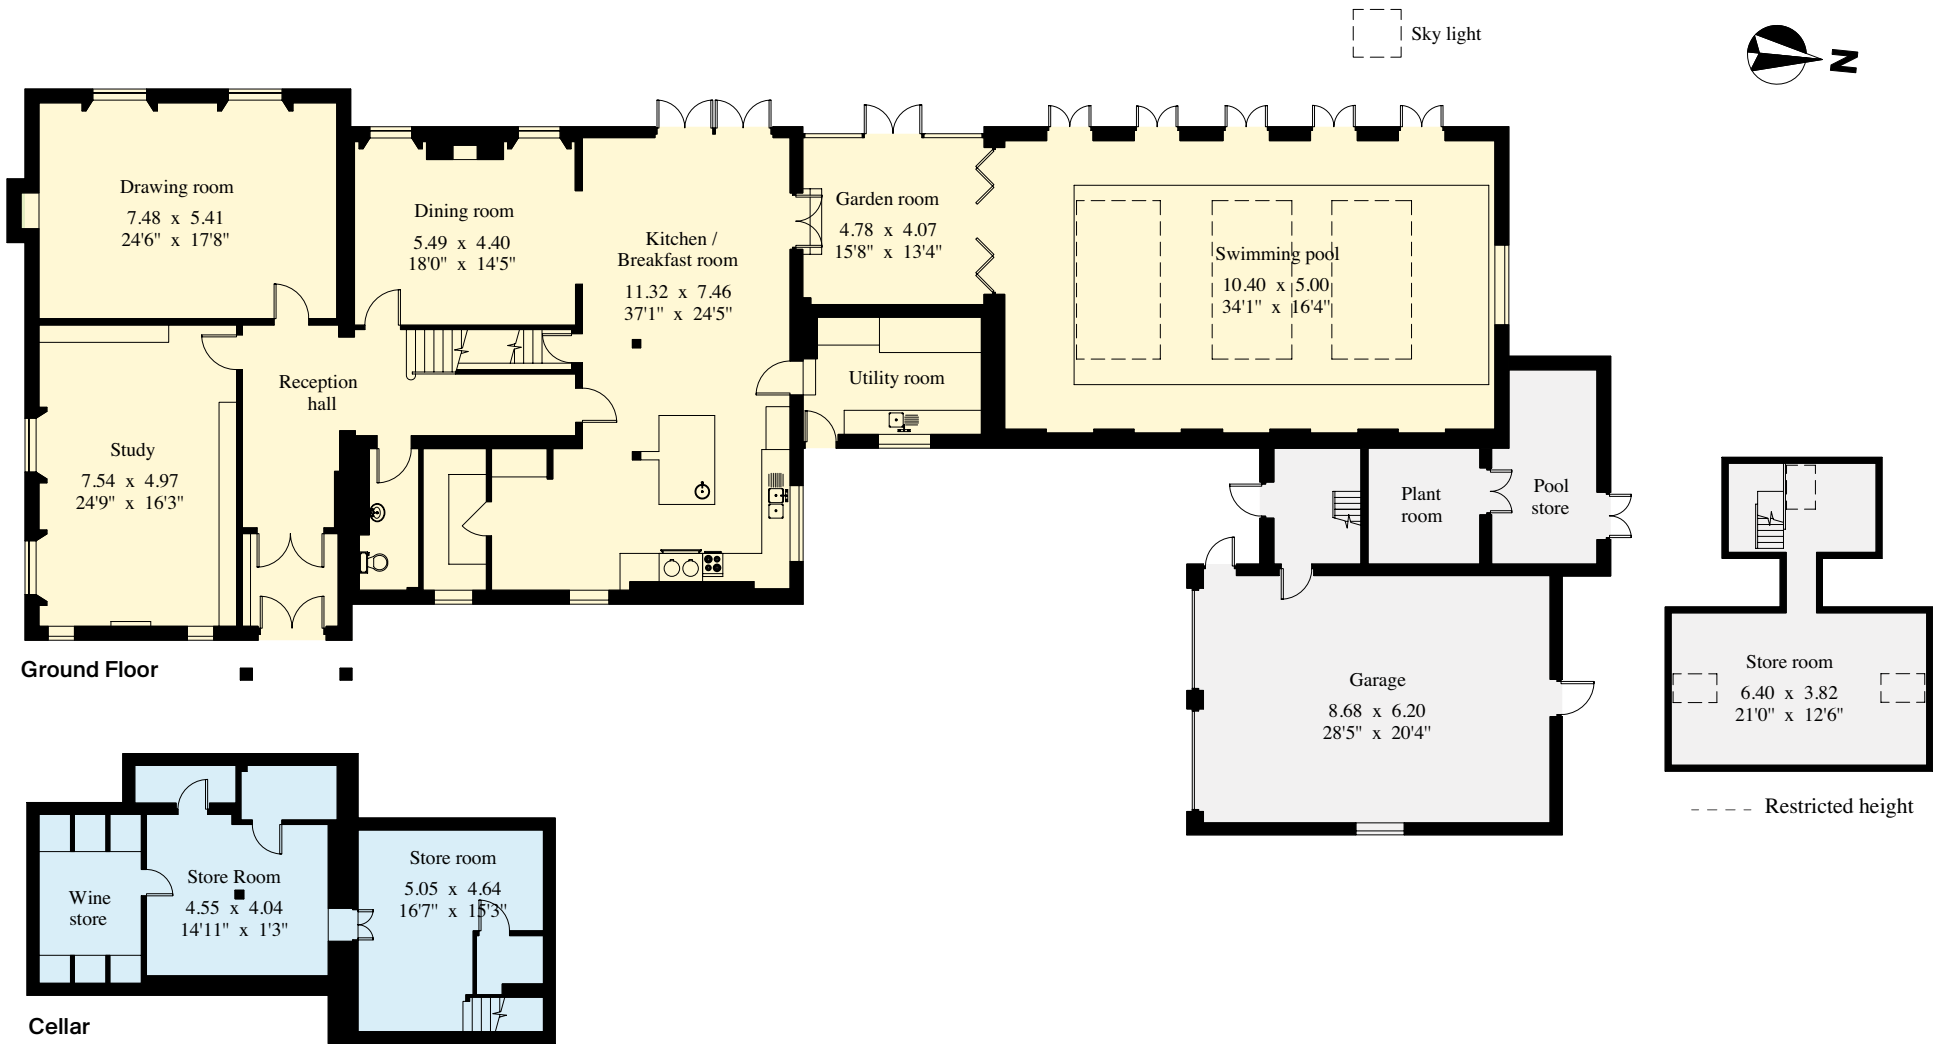 Sky light
N
Drawing room
7.48 x 5.41
24'6" x 17'8"
Dining room
5.49 x 4.40
18'0" x 14'5"
Kitchen /
Breakfast room
11.32 x 7.46
37'1" x 24'5"
Garden room
4.78 x 4.07
15'8" x 13'4"
Swimming pool
10.40 x 5.00
34'1" x 16'4"
Utility room
Reception
hall
Study
7.54 x 4.97
24'9" x 16'3"
Plant
room
Pool
store
Garage
8.68 x 6.20
28'5" x 20'4"
Store room
6.40 x 3.82
21'0" x 12'6"
Restricted height
Ground Floor
Wine
store
Store Room
4.55 x 4.04
14'11" x 1'3"
Store room
5.05 x 4.64
16'7" x 15'3"
Cellar